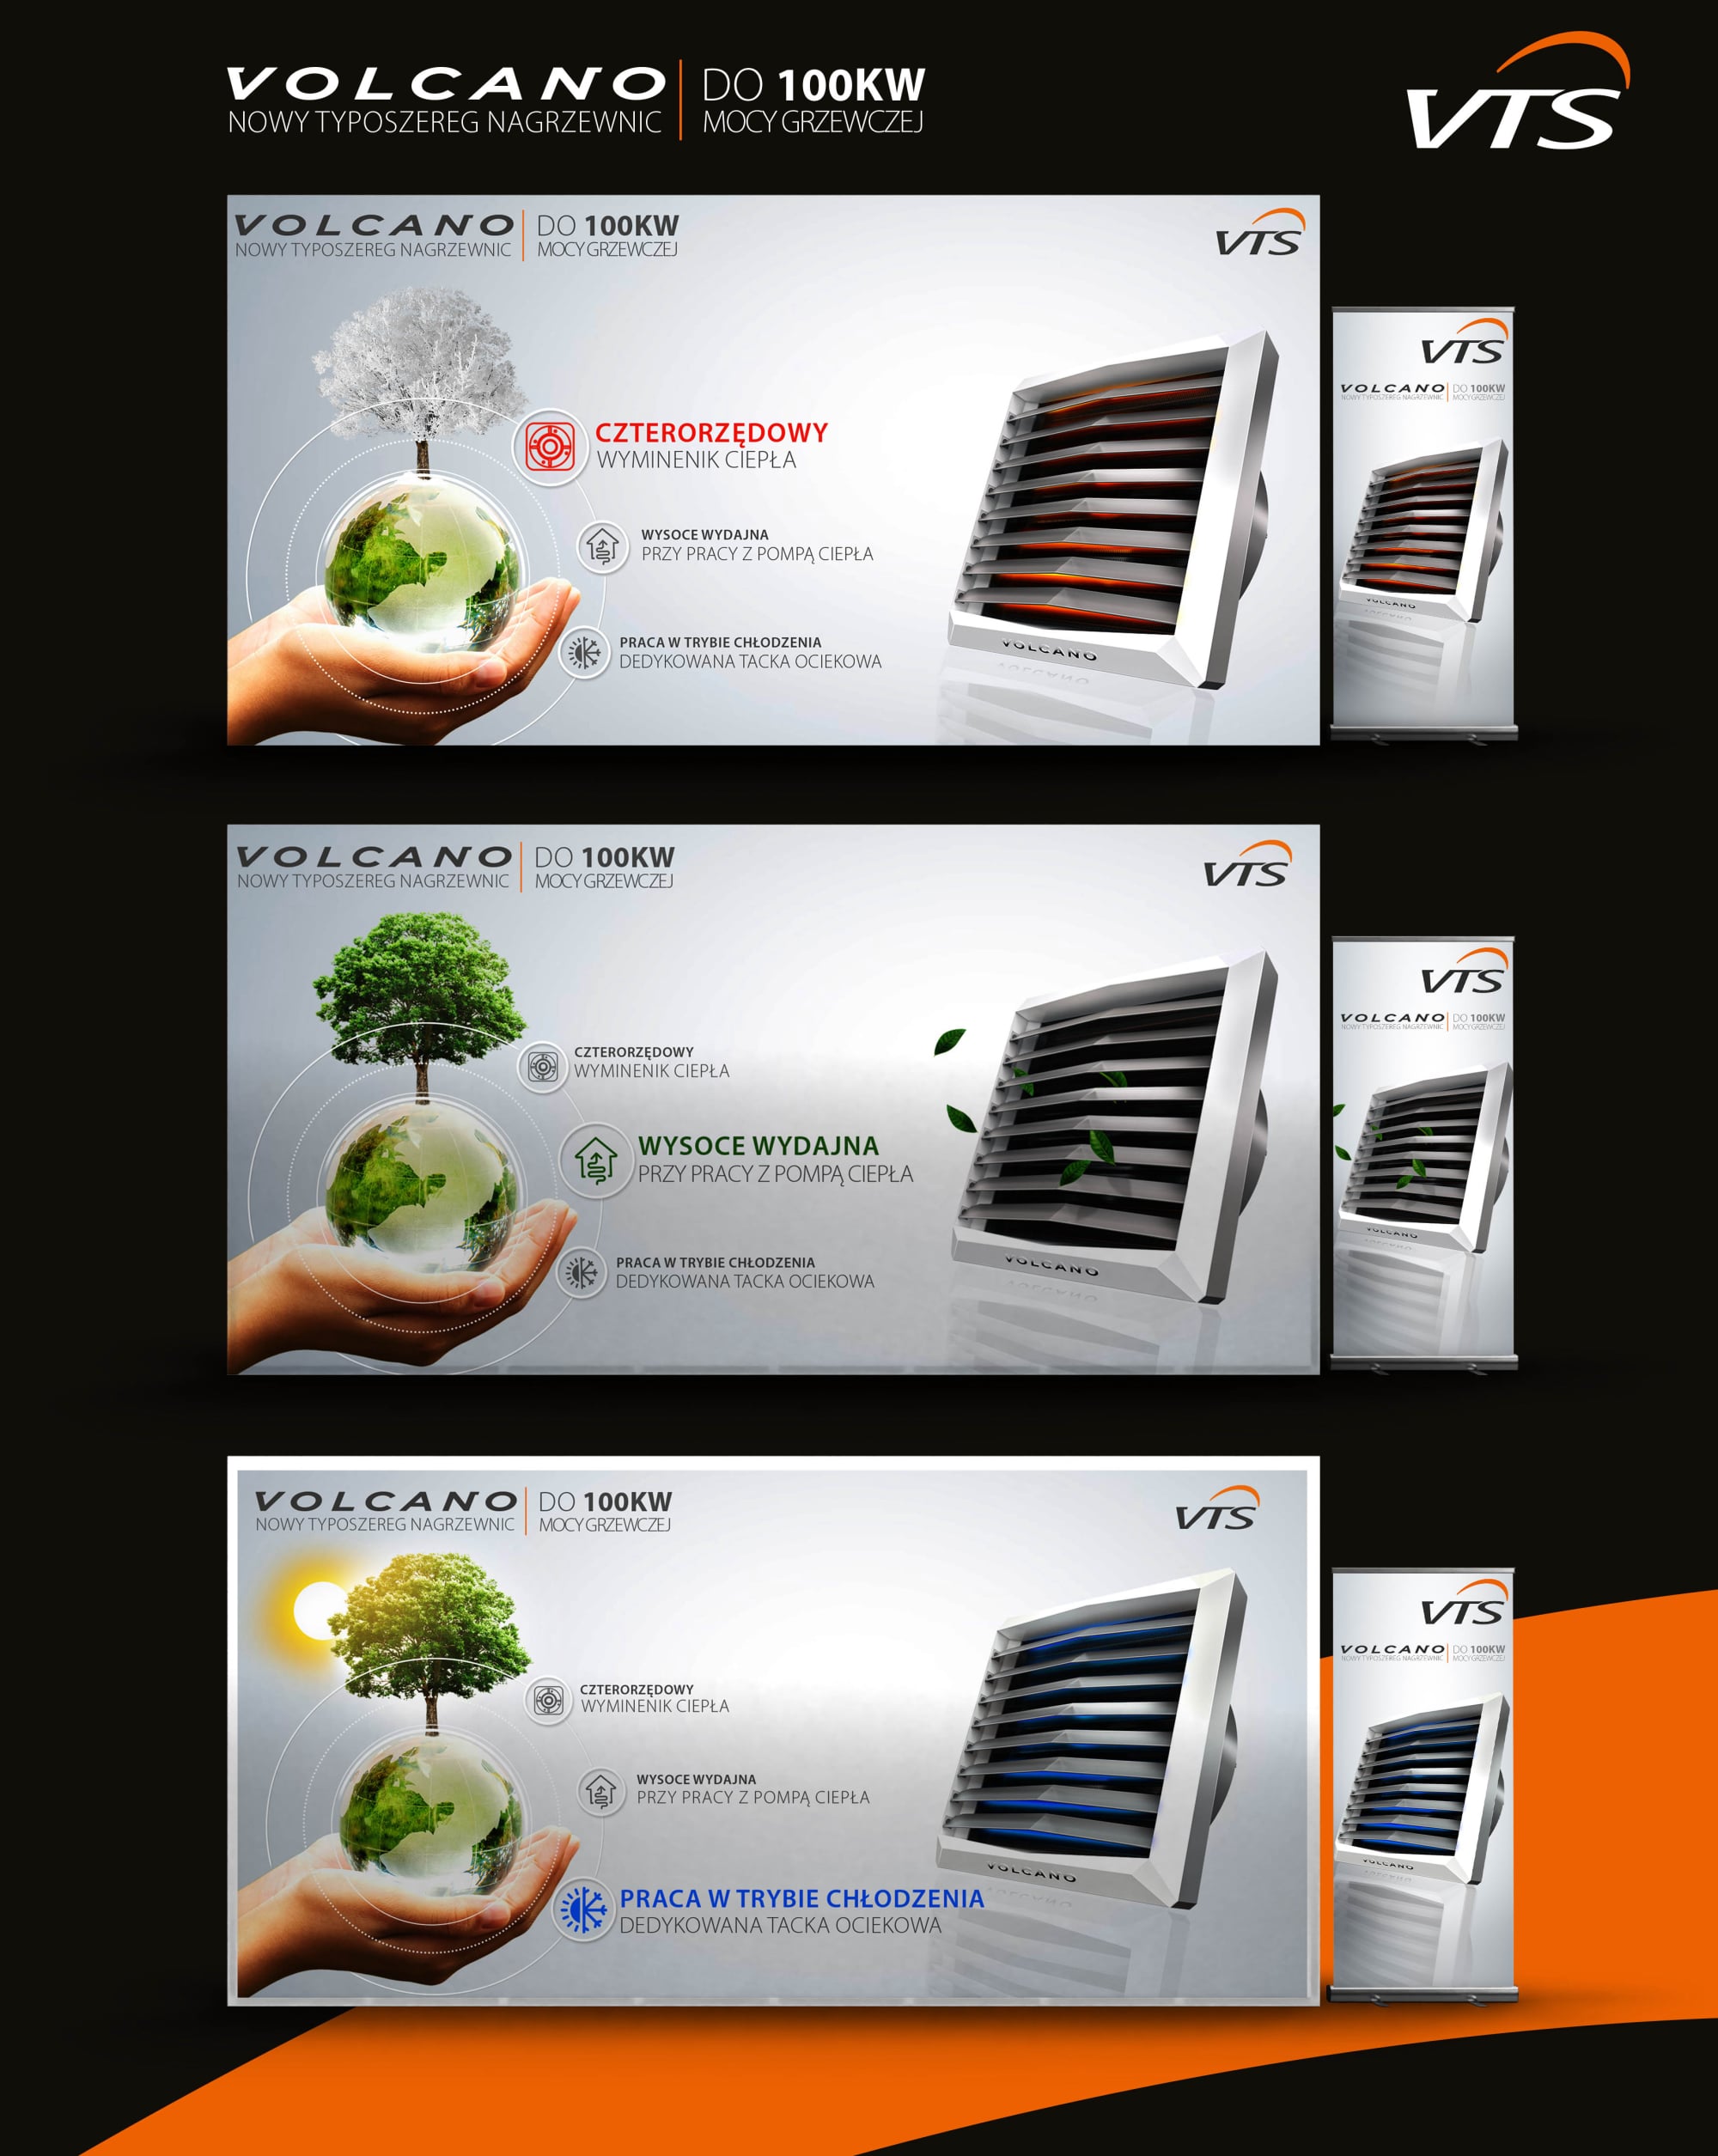 VOLCANO
NOWY TYPOSZEREG NAGRZEWNIC
DO 100KW
MOCY GRZEWCZEJ
VTS
VOLCANO
NOWY TYPOSZEREG NAGRZEWNIC
DO 100KW
MOCY GRZEWCZEJ
VTS
CZTERORZĘDOWY
WYMINENIK CIEPŁA
WYSOCE WYDAJNA
PRZY PRACY Z POMPĄ CIEPŁA
PRACA W TRYBIE CHŁODZENIA
DEDYKOWANA TACKA OCIEKOWA
VOLCANO
VTS
VOLCANO
NOWY TYPOSZEREG NAGRZEWNIC
DO 100KW
MOCY GRZEWCZEJ
VOLCANO
VOLCANO
NOWY TYPOSZEREG NAGRZEWNIC
DO 100KW
MOCY GRZEWCZEJ
VTS
CZTERORZĘDOWY
WYMINENIK CIEPŁA
WYSOCE WYDAJNA
PRZY PRACY Z POMPĄ CIEPŁA
PRACA W TRYBIE CHŁODZENIA
DEDYKOWANA TACKA OCIEKOWA
VOLCANO
VTS
VOLCANO
NOWY TYPOSZEREG NAGRZEWNIC
DO 100KW
MOCY GRZEWCZEJ
VOLCANO
VOLCANO
NOWY TYPOSZEREG NAGRZEWNIC
DO 100KW
MOCY GRZEWCZEJ
VTS
CZTERORZĘDOWY
WYMINENIK CIEPŁA
WYSOCE WYDAJNA
PRZY PRACY Z POMPĄ CIEPŁA
PRACA W TRYBIE CHŁODZENIA
DEDYKOWANA TACKA OCIEKOWA
VOLCANO
VTS
VOLCANO
NOWY TYPOSZEREG NAGRZEWNIC
DO 100KW
MOCY GRZEWCZEJ
VOLCANO